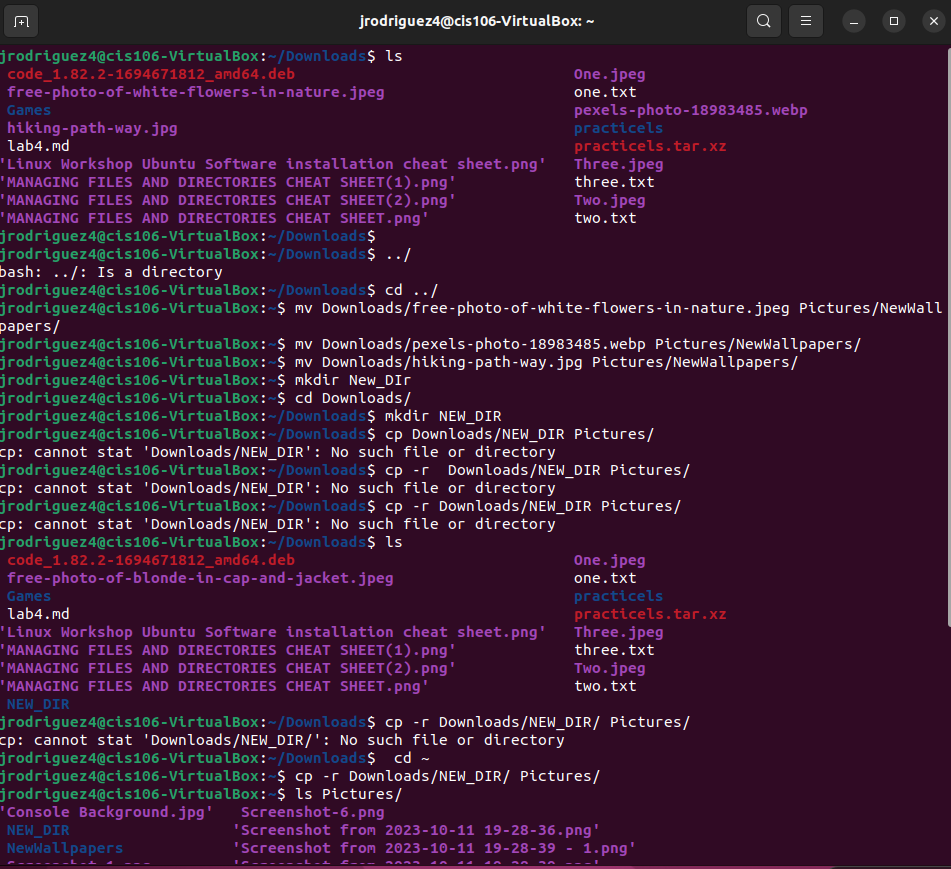 jrodriguez4@cis106-VirtualBox: ~
jrodriguez4@cis106-VirtualBox:~/Downloads$ ls
code_1.82.2-1694671812_amd64.deb One.jpeg
free-photo-of-white-flowers-in-nature.jpeg one.txt
Games pexels-photo-18983485.webp
hiking-path-way.jpg practicels
lab4.md practicels.tar.xz
'Linux Workshop Ubuntu Software installation cheat sheet.png' Three.jpeg
'MANAGING FILES AND DIRECTORIES CHEAT SHEET(1).png' three.txt
'MANAGING FILES AND DIRECTORIES CHEAT SHEET(2).png' Two.jpeg
'MANAGING FILES AND DIRECTORIES CHEAT SHEET.png' two.txt
jrodriguez4@cis106-VirtualBox:~/Downloads$
jrodriguez4@cis106-VirtualBox:~/Downloads$ ../
bash: ../: Is a directory
jrodriguez4@cis106-VirtualBox:~/Downloads$ cd ../
jrodriguez4@cis106-VirtualBox:~$ mv Downloads/free-photo-of-white-flowers-in-nature.jpeg Pictures/NewWall
papers/
jrodriguez4@cis106-VirtualBox:~$ mv Downloads/pexels-photo-18983485.webp Pictures/NewWallpapers/
jrodriguez4@cis106-VirtualBox:~$ mv Downloads/hiking-path-way.jpg Pictures/NewWallpapers/
jrodriguez4@cis106-VirtualBox:~$ mkdir New_DIr
jrodriguez4@cis106-VirtualBox:~$ cd Downloads/
jrodriguez4@cis106-VirtualBox:~/Downloads$ mkdir NEW_DIR
jrodriguez4@cis106-VirtualBox:~/Downloads$ cp Downloads/NEW_DIR Pictures/
cp: cannot stat 'Downloads/NEW_DIR': No such file or directory
jrodriguez4@cis106-VirtualBox:~/Downloads$ cp -r  Downloads/NEW_DIR Pictures/
cp: cannot stat 'Downloads/NEW_DIR': No such file or directory
jrodriguez4@cis106-VirtualBox:~/Downloads$ cp -r Downloads/NEW_DIR Pictures/
cp: cannot stat 'Downloads/NEW_DIR': No such file or directory
jrodriguez4@cis106-VirtualBox:~/Downloads$ ls
code_1.82.2-1694671812_amd64.deb One.jpeg
free-photo-of-blonde-in-cap-and-jacket.jpeg one.txt
Games practicels
lab4.md practicels.tar.xz
'Linux Workshop Ubuntu Software installation cheat sheet.png' Three.jpeg
'MANAGING FILES AND DIRECTORIES CHEAT SHEET(1).png' three.txt
'MANAGING FILES AND DIRECTORIES CHEAT SHEET(2).png' Two.jpeg
'MANAGING FILES AND DIRECTORIES CHEAT SHEET.png' two.txt
NEW_DIR
jrodriguez4@cis106-VirtualBox:~/Downloads$ cp -r Downloads/NEW_DIR/ Pictures/
cp: cannot stat 'Downloads/NEW_DIR/': No such file or directory
jrodriguez4@cis106-VirtualBox:~/Downloads$  cd ~
jrodriguez4@cis106-VirtualBox:~$ cp -r Downloads/NEW_DIR/ Pictures/
jrodriguez4@cis106-VirtualBox:~$ ls Pictures/
'Console Background.jpg' Screenshot-6.png
NEW_DIR 'Screenshot from 2023-10-11 19-28-36.png'
NewWallpapers 'Screenshot from 2023-10-11 19-28-39 - 1.png'